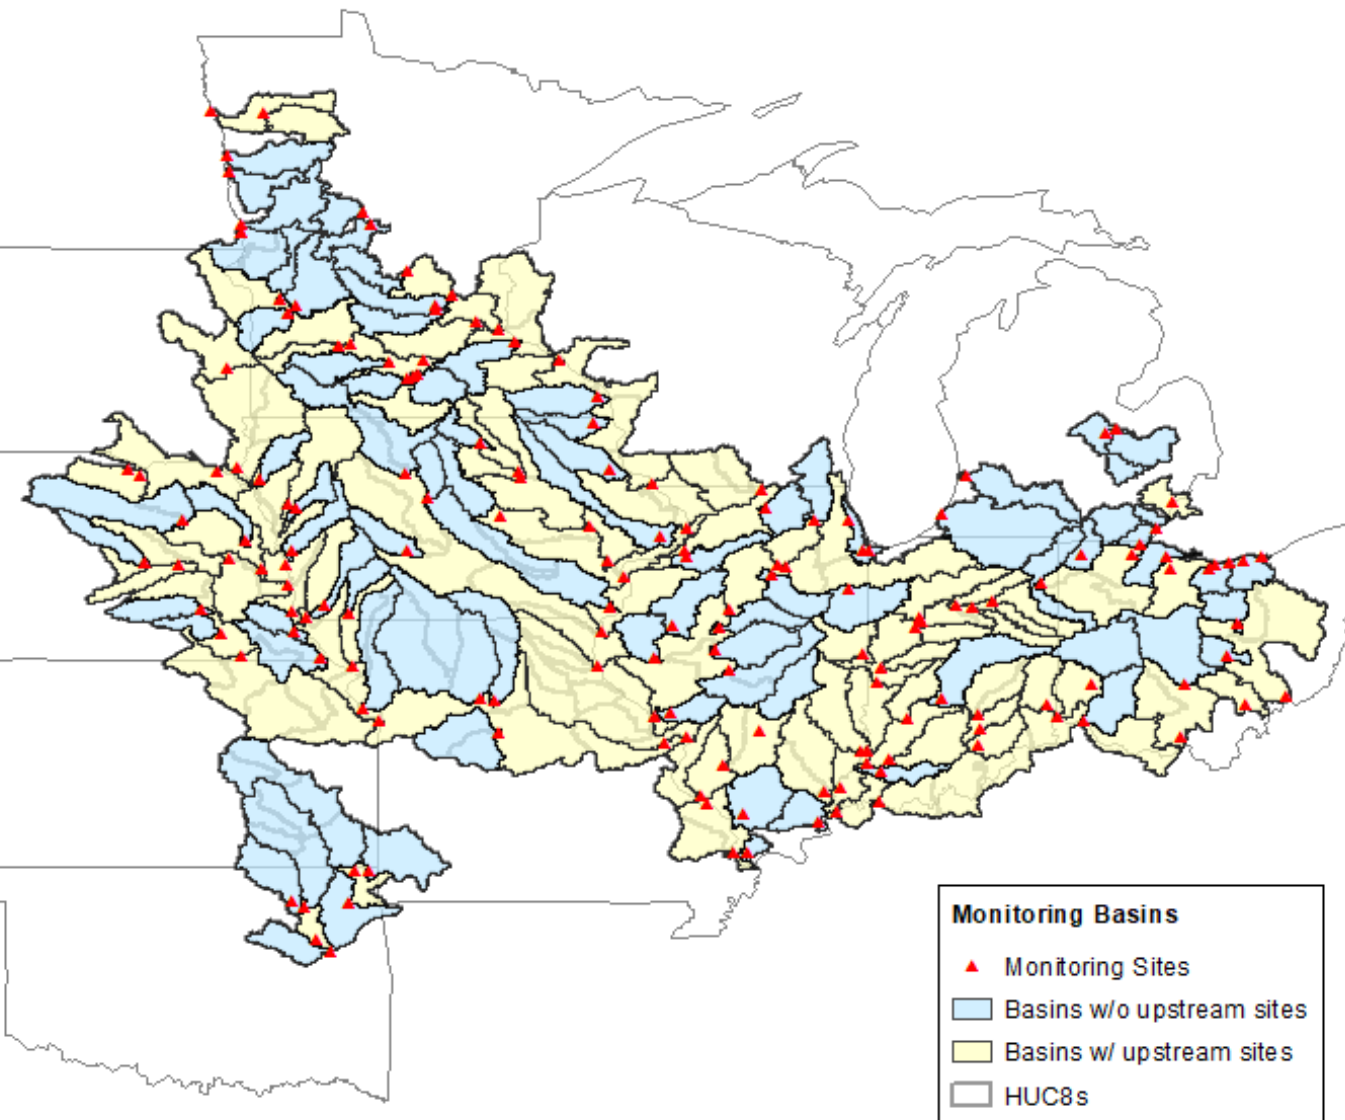 Monitoring Basins
Monitoring Sites
Basins w/o upstream sites
Basins w/ upstream sites
HUC8s